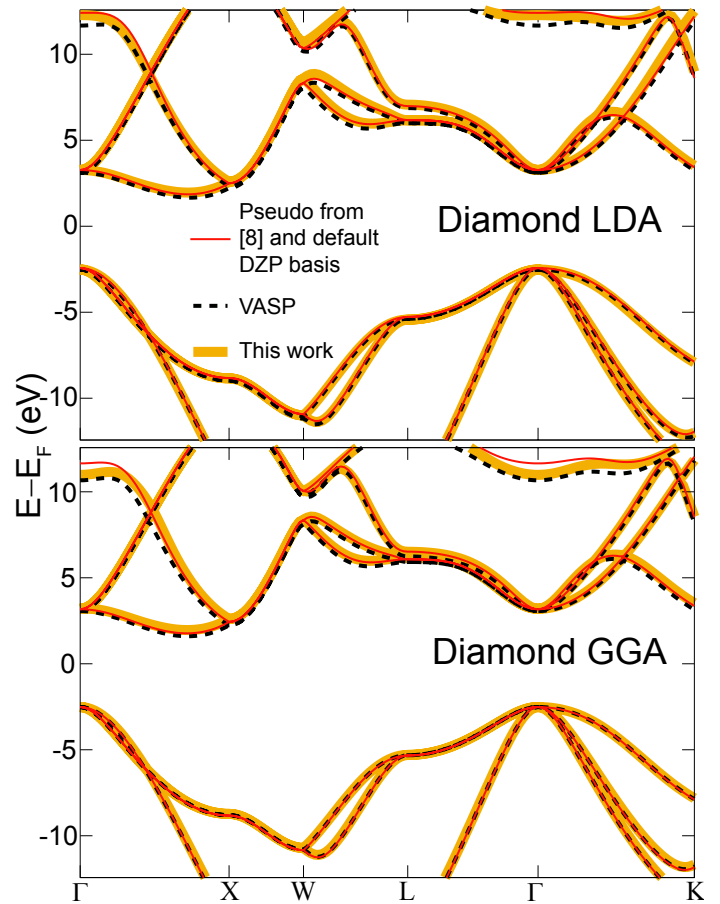 10
5
0
-5
-10
Diamond LDA
Pseudo from
[8] and default
DZP basis
VASP
This work
E−E_F (eV)
10
5
0
-5
-10
Diamond GGA
Γ X W L Γ K